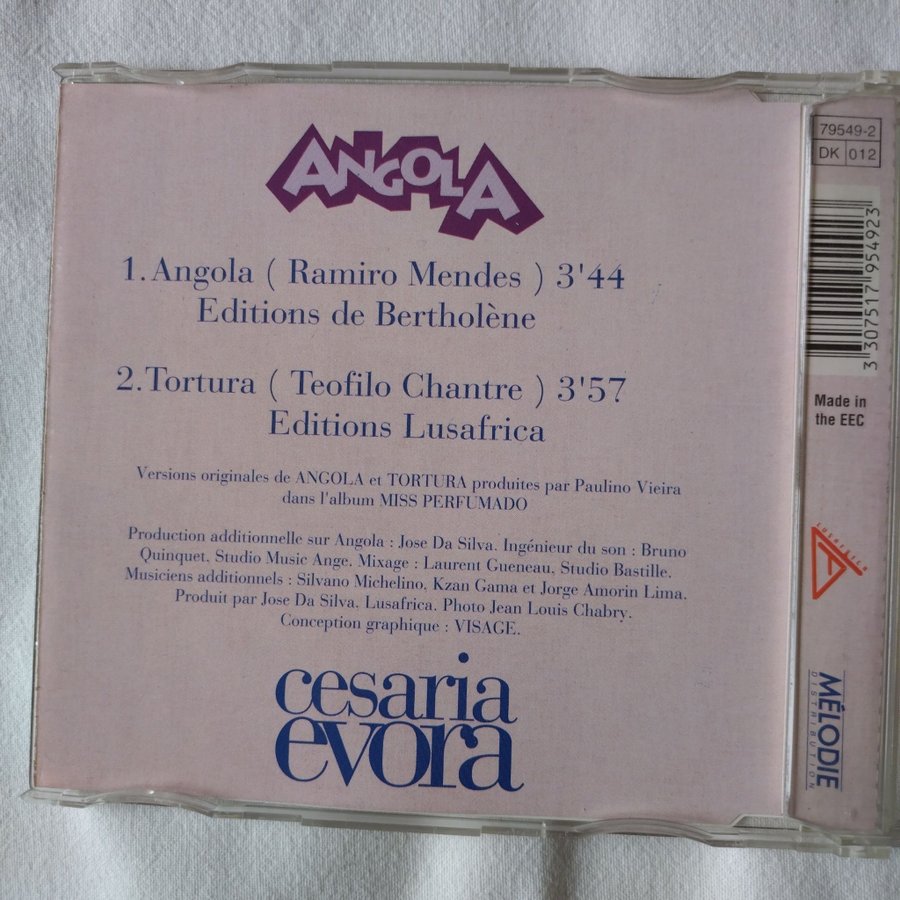 ANGOLA
1. Angola ( Ramiro Mendes ) 3'44
Editions de Bertholène
2. Tortura ( Teofilo Chantre ) 3'57
Editions Lusafrica
Versions originales de ANGOLA et TORTURA produites par Paulino Vieira
dans l'album MISS PERFUMADO
Production additionnelle sur Angola : Jose Da Silva. Ingénieur du son : Bruno
Quinquet. Studio Music Ange. Mixage : Laurent Gueneau, Studio Bastille.
Musiciens additionnels : Silvano Michelino, Kzan Gama et Jorge Amorin Lima.
Produit par Jose Da Silva, Lusafrica. Photo Jean Louis Chabry.
Conception graphique : VISAGE.
cesaria
evora
79549-2
DK 012
3 307517 954923
Made in
the EEC
LUSAFRICA
MÉLODIE
DISTRIBUTION